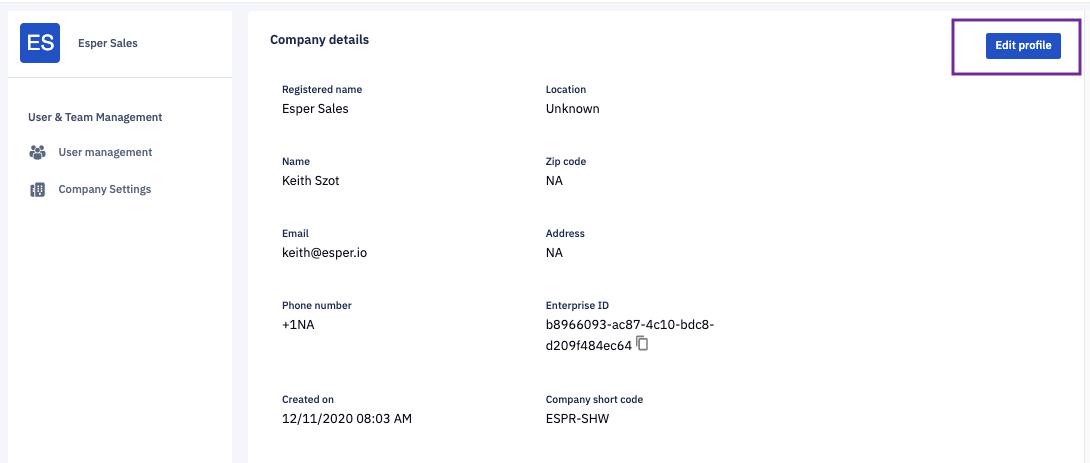 ES
Esper Sales
User & Team Management
User management
Company Settings
Company details
Edit profile
Registered name
Esper Sales
Location
Unknown
Name
Keith Szot
Zip code
NA
Email
keith@esper.io
Address
NA
Phone number
+1NA
Enterprise ID
b8966093-ac87-4c10-bdc8-
d209f484ec64
Created on
12/11/2020 08:03 AM
Company short code
ESPR-SHW